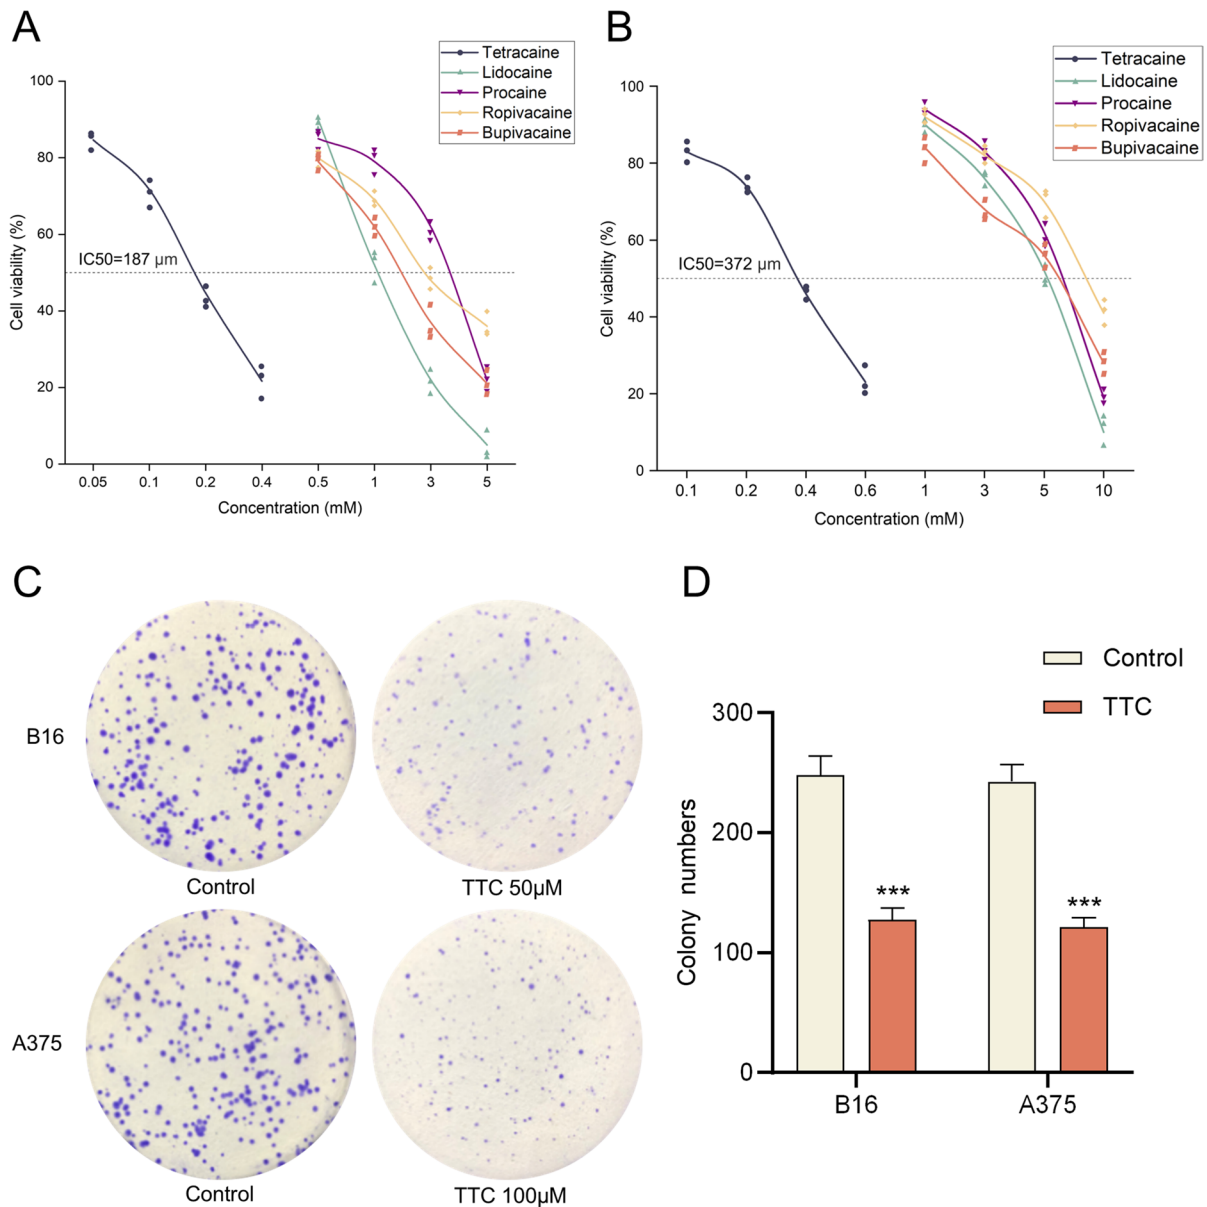 A
Tetracaine
Lidocaine
Procaine
Ropivacaine
Bupivacaine
100
80
60
40
20
0
Cell viability (%)
IC50=187 μm
0.05 0.1 0.2 0.4 0.5 1 3 5
Concentration (mM)
B
Tetracaine
Lidocaine
Procaine
Ropivacaine
Bupivacaine
100
80
60
40
20
0
Cell viability (%)
IC50=372 μm
0.1 0.2 0.4 0.6 1 3 5 10
Concentration (mM)
C
B16
Control
TTC 50μM
A375
Control
TTC 100μM
D
Control
TTC
300
200
100
0
Colony numbers
***
***
B16 A375